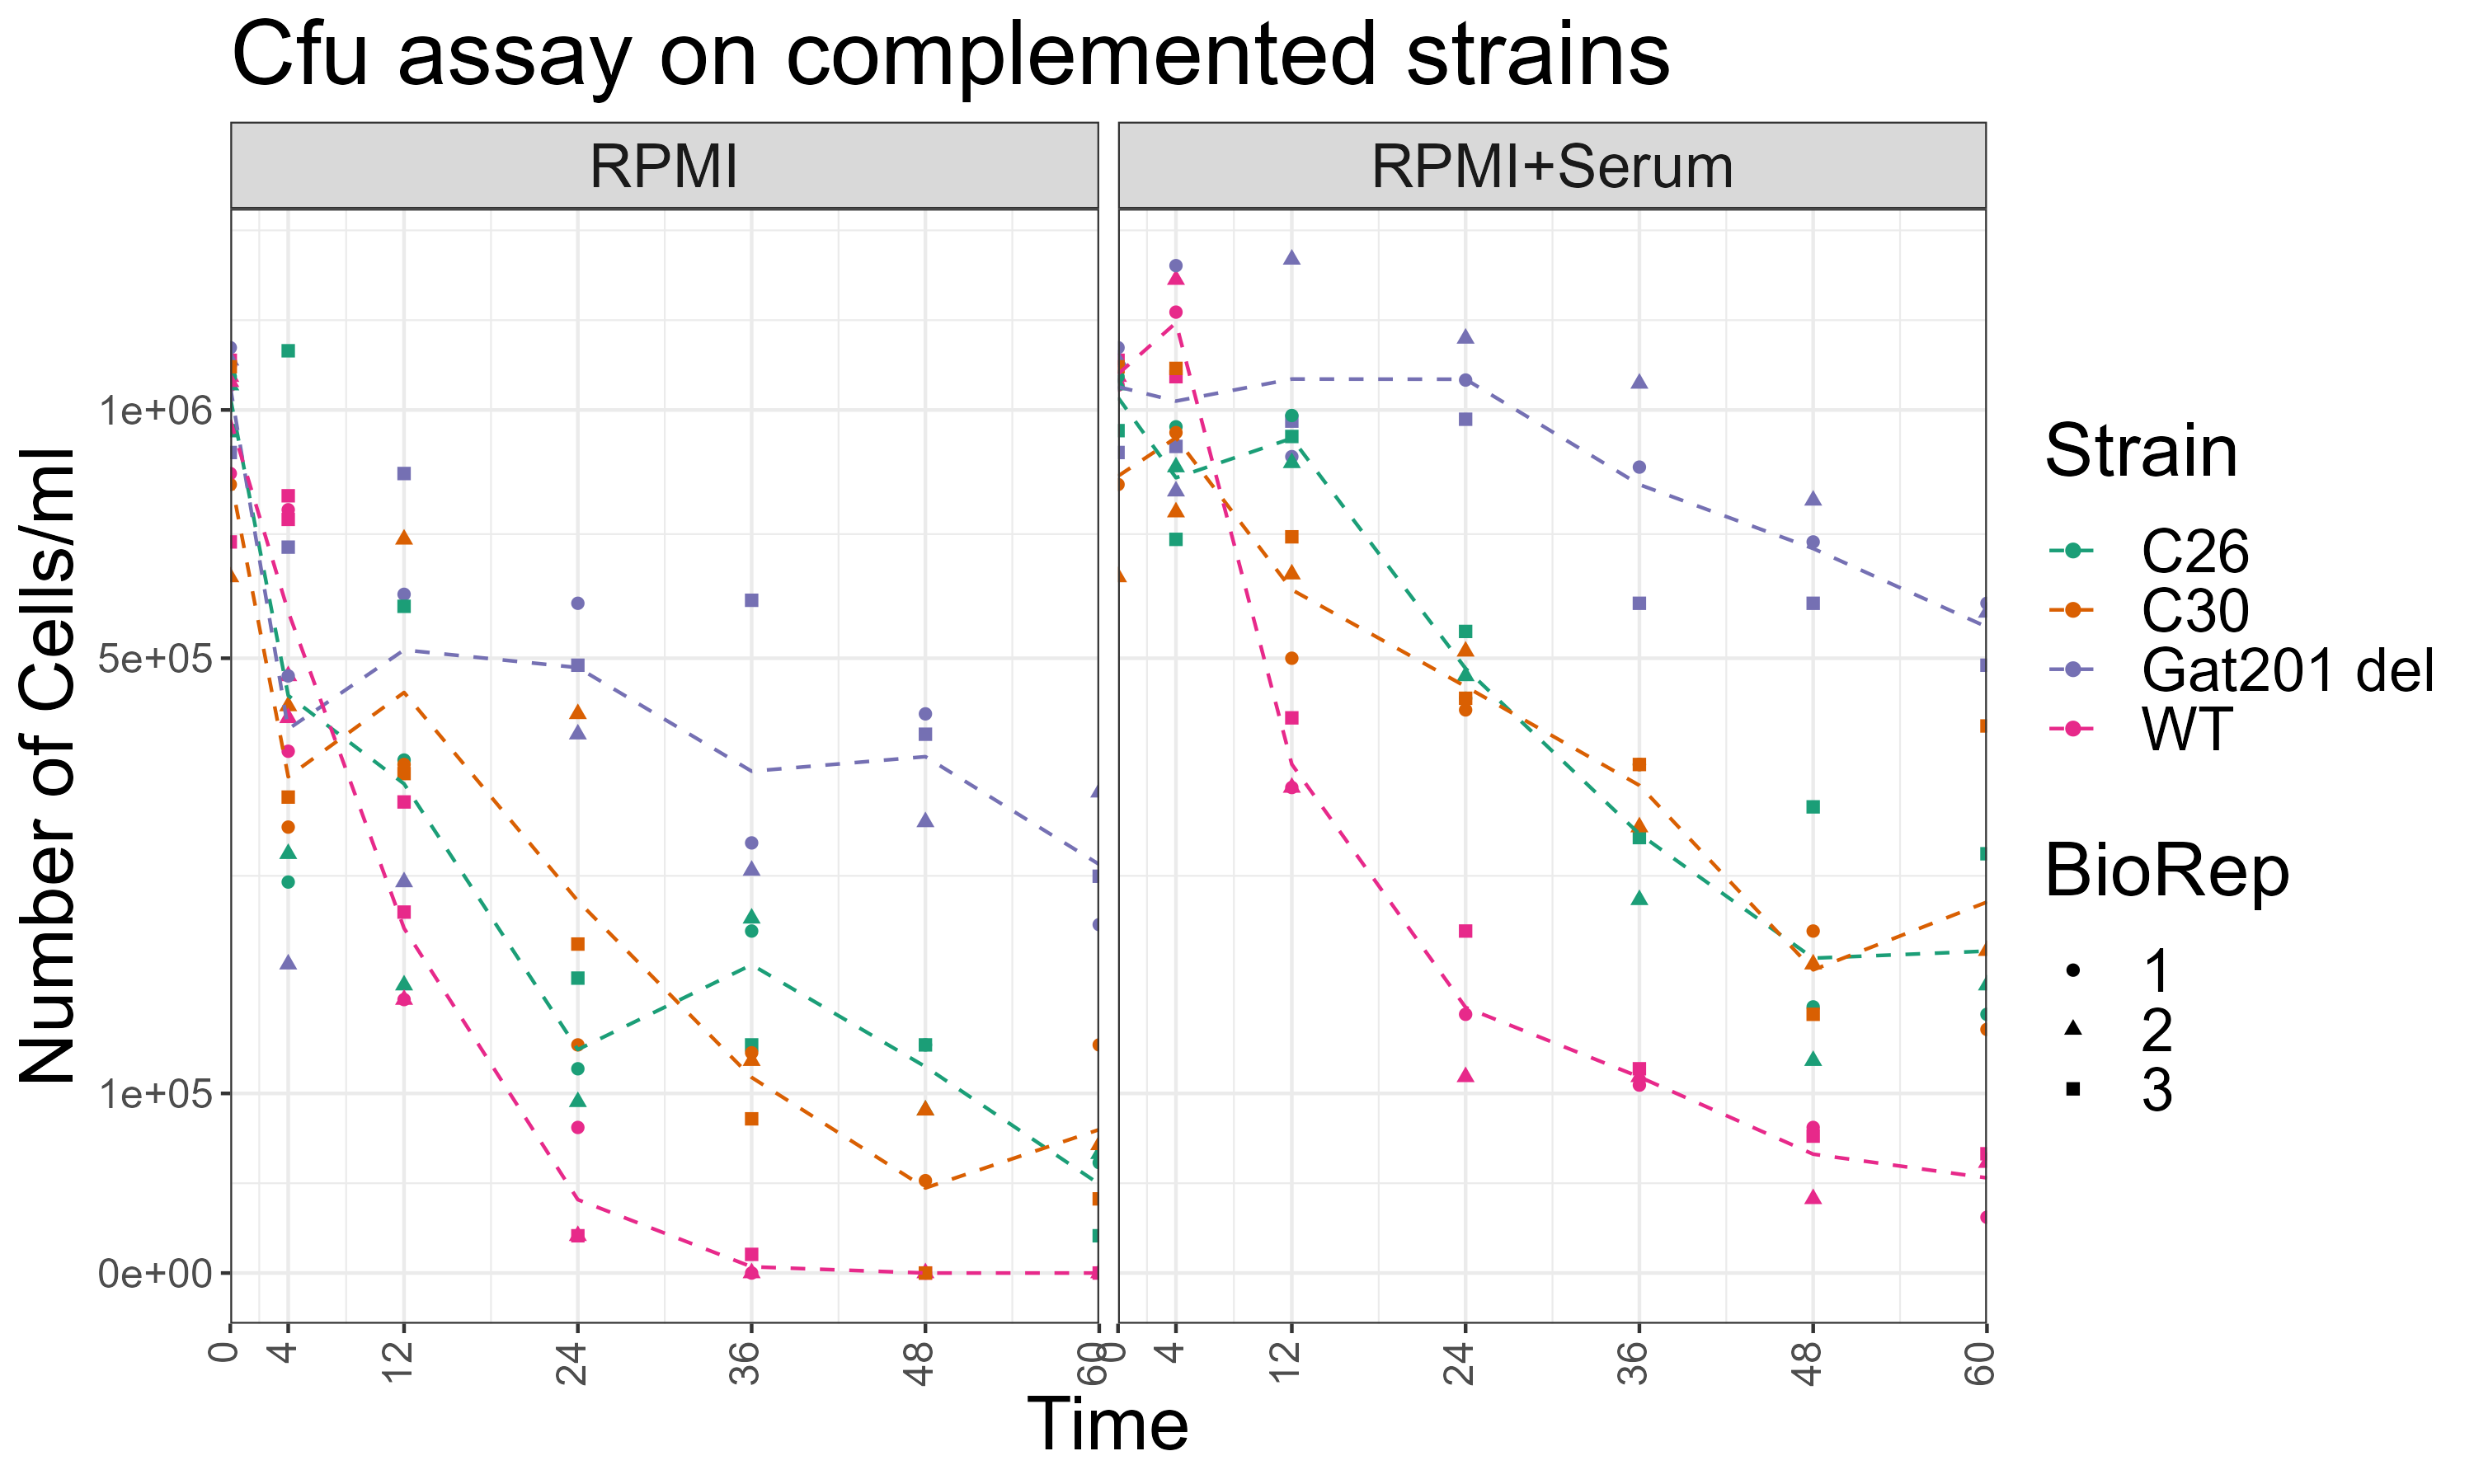 Cfu assay on complemented strains
RPMI
RPMI+Serum
Number of Cells/ml
1e+06
5e+05
1e+05
0e+00
0 4 12 24 36 48 60
0 4 12 24 36 48 60
Time
Strain
C26
C30
Gat201 del
WT
BioRep
1
2
3